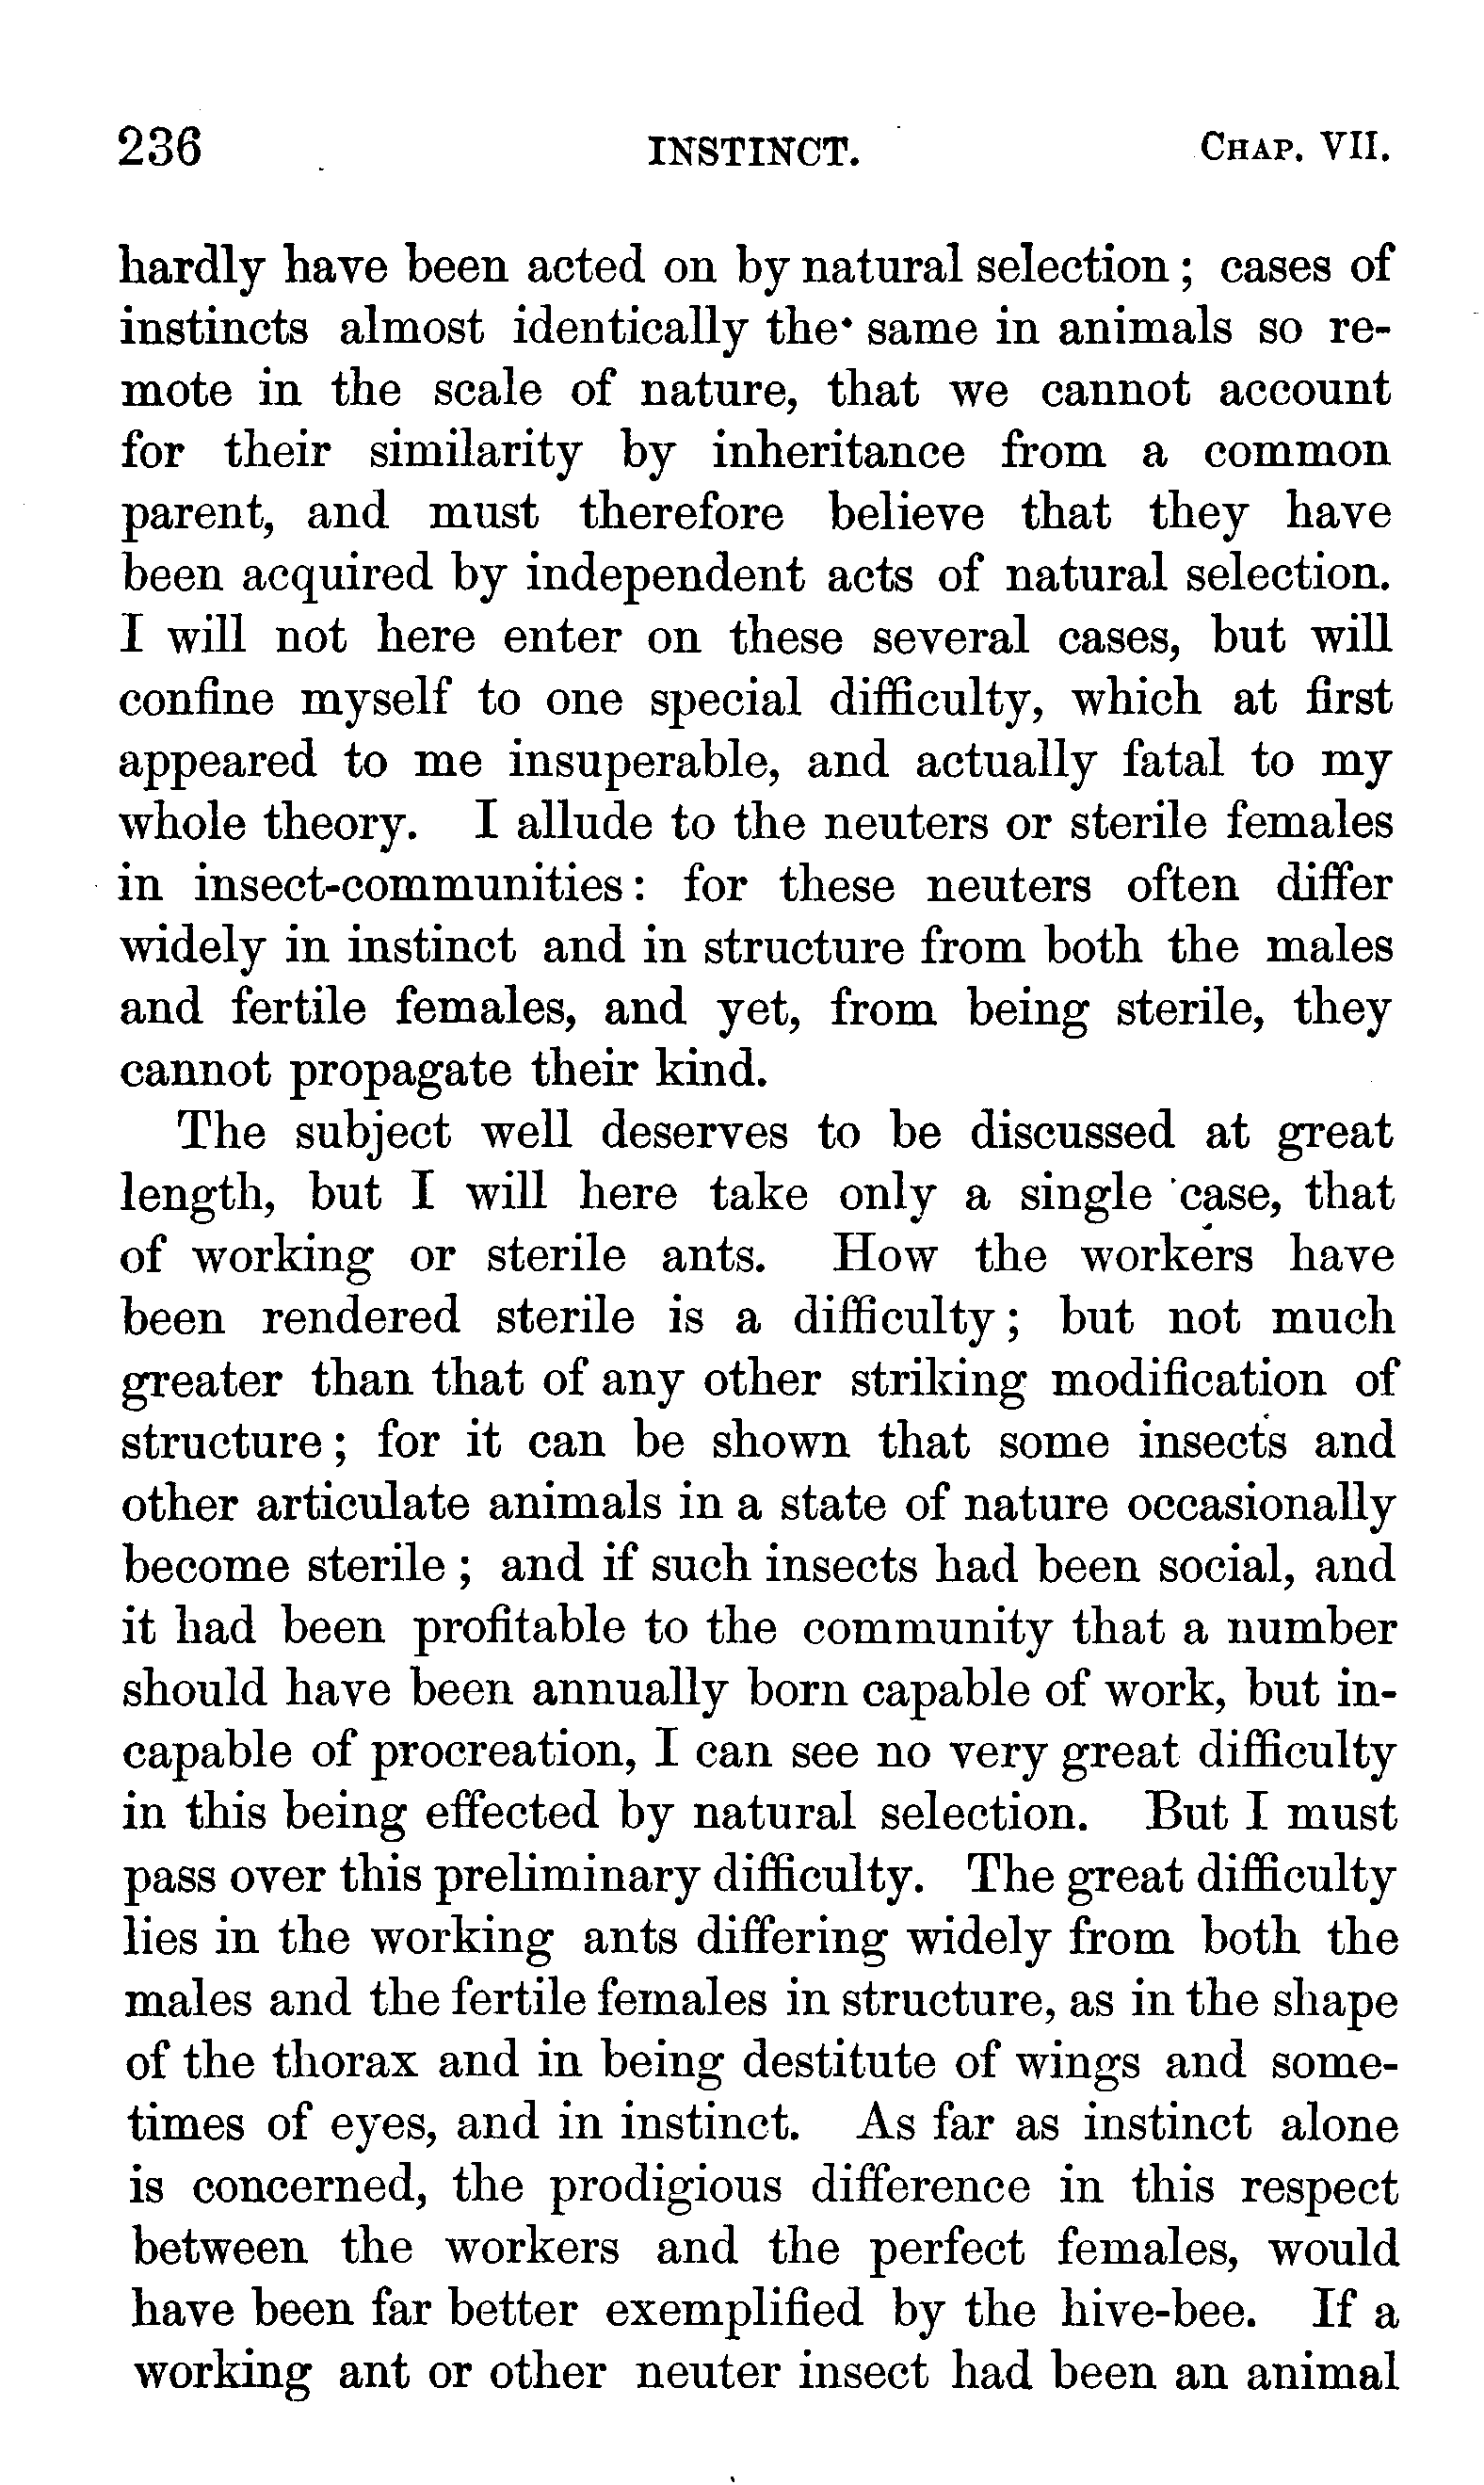 236 INSTINCT. CHAP. VII.
hardly have been acted on by natural selection; cases of
instincts almost identically the same in animals so re-
mote in the scale of nature, that we cannot account
for their similarity by inheritance from a common
parent, and must therefore believe that they have
been acquired by independent acts of natural selection.
I will not here enter on these several cases, but will
confine myself to one special difficulty, which at first
appeared to me insuperable, and actually fatal to my
whole theory. I allude to the neuters or sterile females
in insect-communities: for these neuters often differ
widely in instinct and in structure from both the males
and fertile females, and yet, from being sterile, they
cannot propagate their kind.
The subject well deserves to be discussed at great
length, but I will here take only a single case, that
of working or sterile ants. How the workers have
been rendered sterile is a difficulty; but not much
greater than that of any other striking modification of
structure; for it can be shown that some insects and
other articulate animals in a state of nature occasionally
become sterile; and if such insects had been social, and
it had been profitable to the community that a number
should have been annually born capable of work, but in-
capable of procreation, I can see no very great difficulty
in this being effected by natural selection. But I must
pass over this preliminary difficulty. The great difficulty
lies in the working ants differing widely from both the
males and the fertile females in structure, as in the shape
of the thorax and in being destitute of wings and some-
times of eyes, and in instinct. As far as instinct alone
is concerned, the prodigious difference in this respect
between the workers and the perfect females, would
have been far better exemplified by the hive-bee. If a
working ant or other neuter insect had been an animal